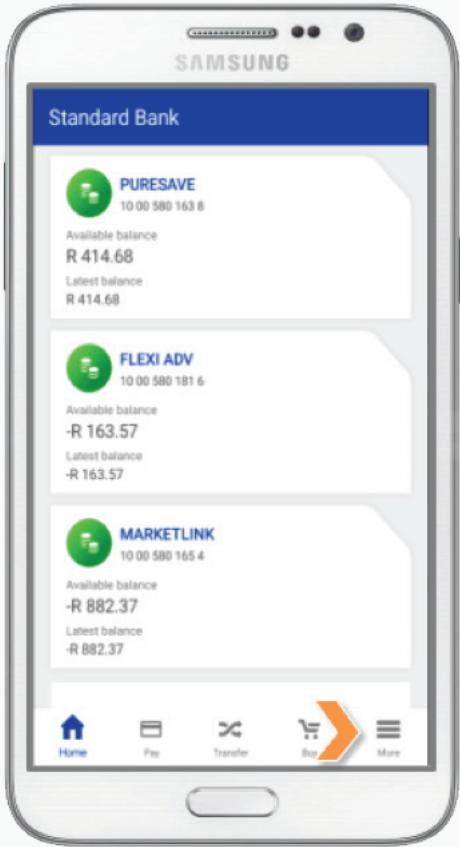 SAMSUNG
Standard Bank
PURESAVE
10 00 580 163 8
Available balance
R 414.68
Latest balance
R 414.68
FLEXI ADV
10 00 580 181 6
Available balance
-R 163.57
Latest balance
-R 163.57
MARKETLINK
10 00 580 165 4
Available balance
-R 882.37
Latest balance
-R 882.37
Home Pay Transfer Buy More